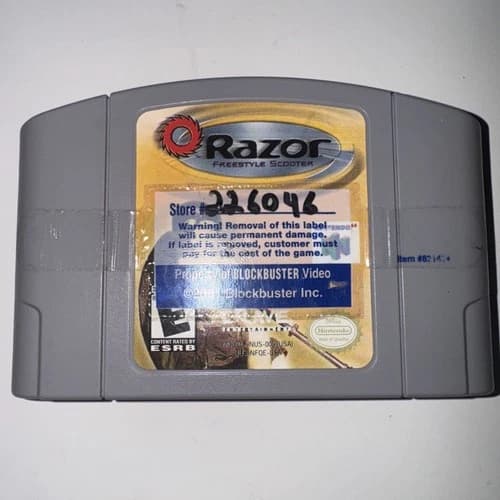 Razor
FREESTYLE SCOOTER
Store # 226046
Warning! Removal of this label
will cause permanent damage.
If label is removed, customer must
pay for the cost of the game.
Property of BLOCKBUSTER Video
Blockbuster Inc.
Item #
E
CONTENT RATED BY
ESRB
Nintendo
(USA)